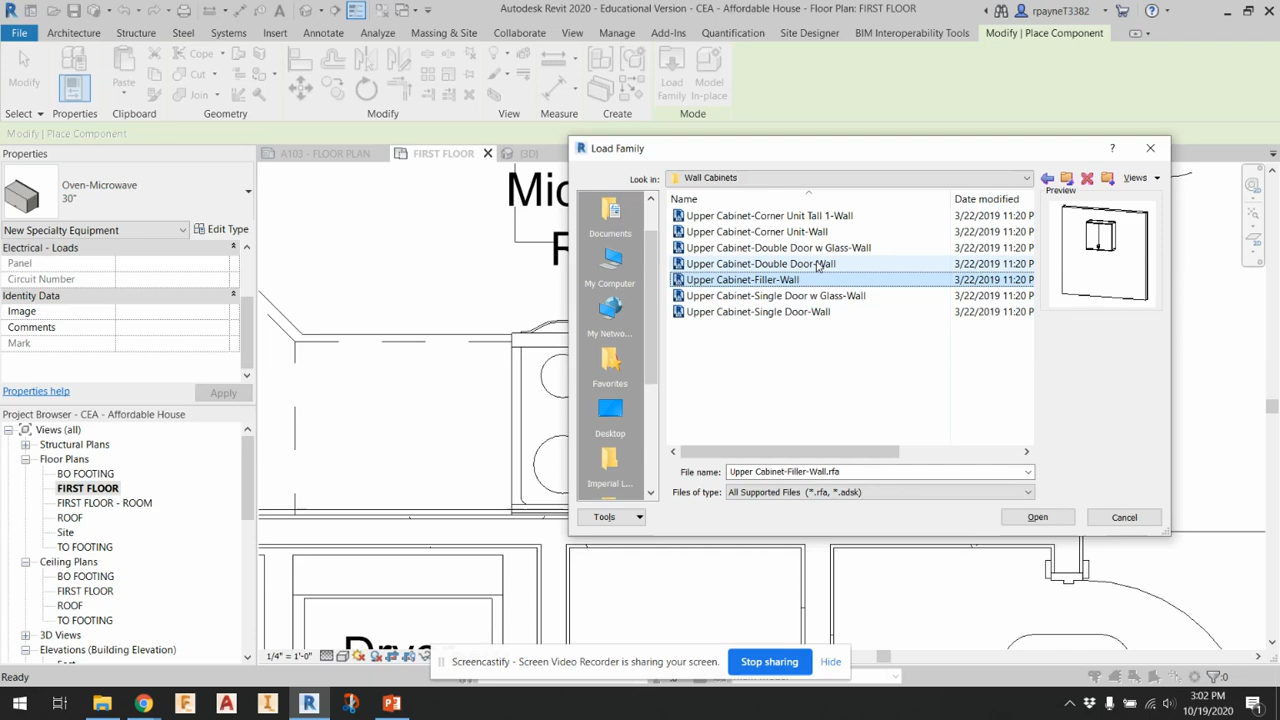 Autodesk Revit 2020 - Educational Version - CEA - Affordable House - Floor Plan: FIRST FLOOR
rpayneT3382
File Architecture Structure Steel Systems Insert Annotate Analyze Massing & Site Collaborate View Manage Add-Ins Quantification Site Designer BIM Interoperability Tools Modify | Place Component
Modify
Paste
Cope
Cut
Join
Load Family
Model In-place
Select Properties Clipboard Geometry Modify View Measure Create Mode
Modify | Place Component
Properties
A103 - FLOOR PLAN
FIRST FLOOR
{3D}
Oven-Microwave
30"
New Specialty Equipment
Edit Type
Electrical - Loads
Panel
Circuit Number
Identity Data
Image
Comments
Mark
Properties help
Apply
Project Browser - CEA - Affordable House
Views (all)
Structural Plans
Floor Plans
BO FOOTING
FIRST FLOOR
FIRST FLOOR - ROOM
ROOF
Site
TO FOOTING
Ceiling Plans
BO FOOTING
FIRST FLOOR
ROOF
TO FOOTING
3D Views
Elevations (Building Elevation)
Load Family
Look in:
Wall Cabinets
Views
Preview
Name
Date modified
Upper Cabinet-Corner Unit Tall 1-Wall 3/22/2019 11:20 P
Upper Cabinet-Corner Unit-Wall 3/22/2019 11:20 P
Upper Cabinet-Double Door w Glass-Wall 3/22/2019 11:20 P
Upper Cabinet-Double Door-Wall 3/22/2019 11:20 P
Upper Cabinet-Filler-Wall 3/22/2019 11:20 P
Upper Cabinet-Single Door w Glass-Wall 3/22/2019 11:20 P
Upper Cabinet-Single Door-Wall 3/22/2019 11:20 P
Documents
My Computer
My Netwo...
Favorites
Desktop
Imperial L...
File name:
Upper Cabinet-Filler-Wall.rfa
Files of type:
All Supported Files (*.rfa, *.adsk)
Tools
Open
Cancel
1/4" = 1'-0"
Screencastify - Screen Video Recorder is sharing your screen.
Stop sharing
Hide
Ready
:0
3:02 PM
10/19/2020